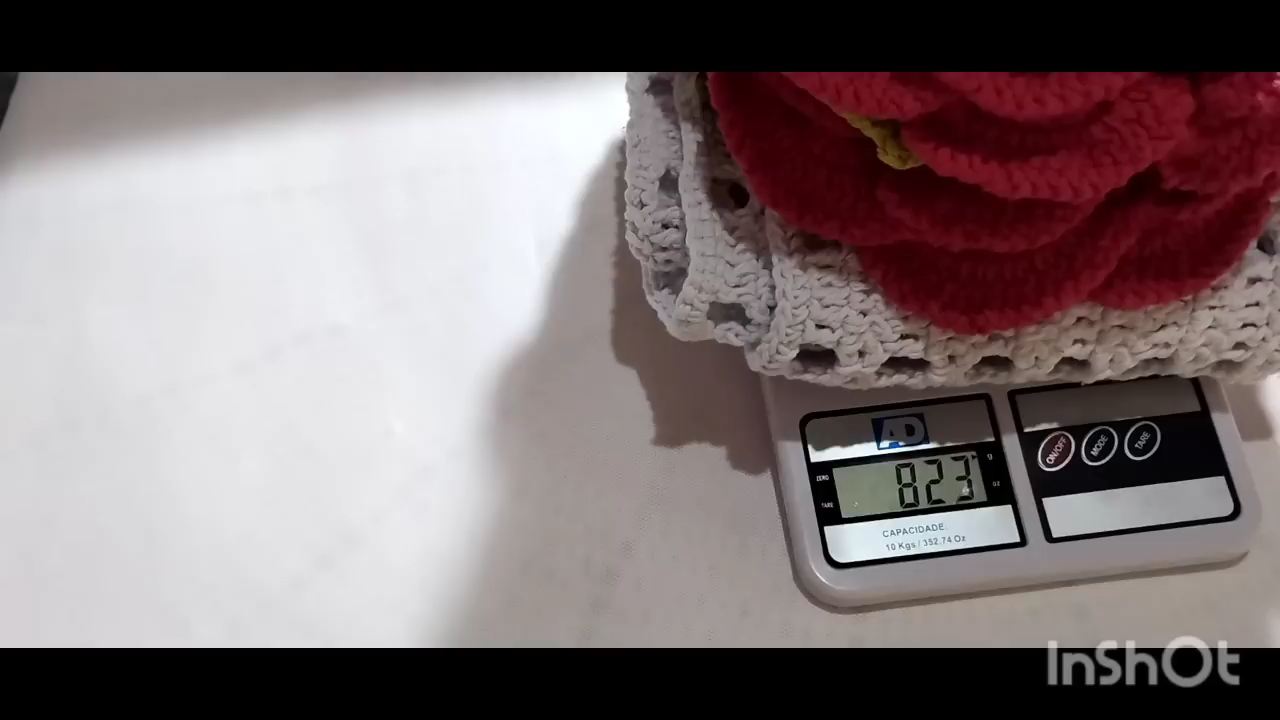 AD
g
ZERO
823
oz
TARE
CAPACIDADE:
10 Kgs / 352.74 Oz
ON/OFF
MODE
TARE
InShOt